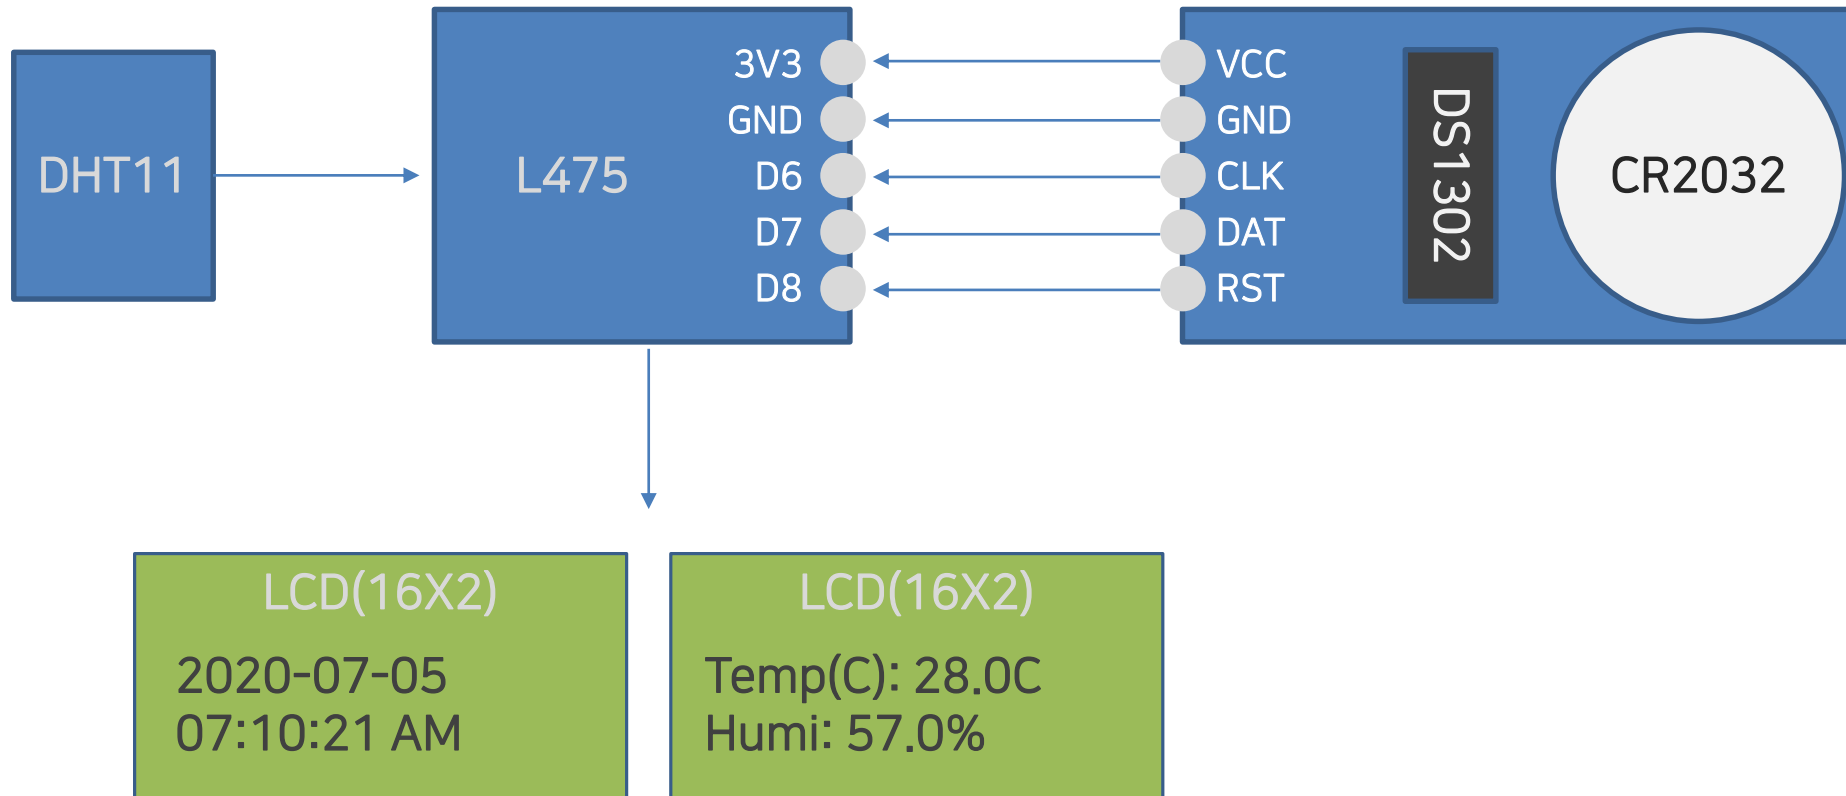 DHT11
L475
3V3
GND
D6
D7
D8
VCC
GND
CLK
DAT
RST
DS1302
CR2032
LCD(16X2)
2020-07-05
07:10:21 AM
LCD(16X2)
Temp(C): 28.0C
Humi: 57.0%